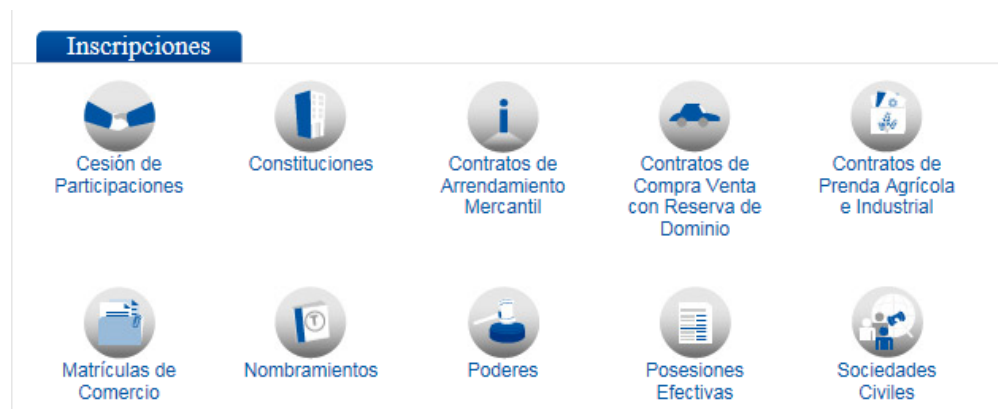 Inscripciones
Cesión de
Participaciones
Constituciones
Contratos de
Arrendamiento
Mercantil
Contratos de
Compra Venta
con Reserva de
Dominio
Contratos de
Prenda Agrícola
e Industrial
Matrículas de
Comercio
Nombramientos
Poderes
Posesiones
Efectivas
Sociedades
Civiles